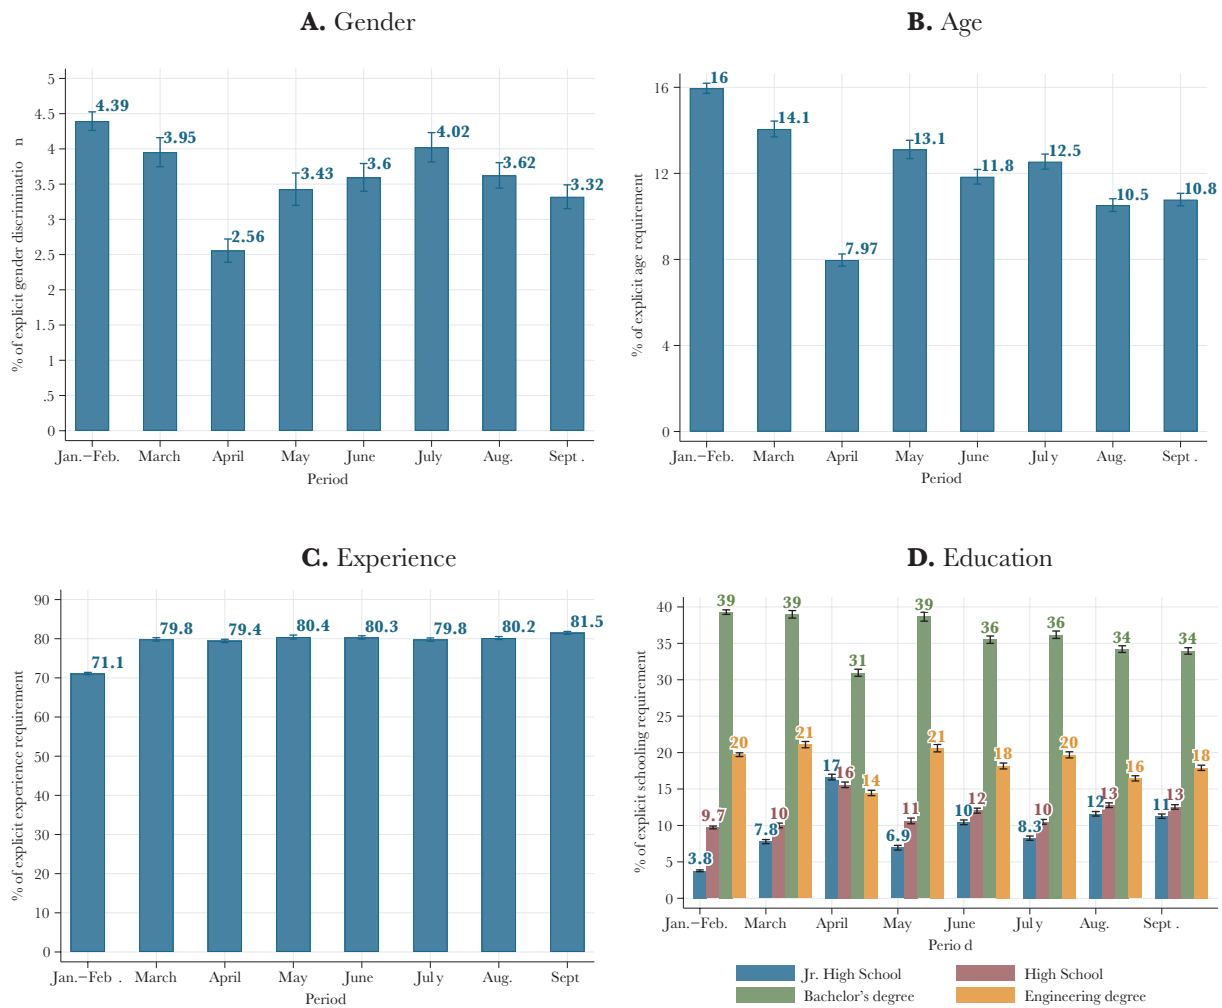 A. Gender
% of explicit gender discriminatio n
5
4.5
4
3.5
3
2.5
2
1.5
1
.5
0
4.39
3.95
2.56
3.43
3.6
4.02
3.62
3.32
Jan.–Feb. March April May June July Aug. Sept .
Period
B. Age
% of explicit age requirement
16
12
8
4
0
16
14.1
7.97
13.1
11.8
12.5
10.5
10.8
Jan.–Feb. March April May June Jul y Aug. Sept .
Period
C. Experience
% of explicit experience requirement
90
80
70
60
50
40
30
20
10
0
71.1
79.8
79.4
80.4
80.3
79.8
80.2
81.5
Jan.–Feb . March April May June July Aug. Sept
Period
D. Education
% of explicit schooling requirement
40
35
30
25
20
15
10
5
0
3.8 9.7 39 20
7.8 10 39 21
17 16 31 14
6.9 11 39 21
10 12 36 18
8.3 10 36 20
12 13 34 16
11 13 34 18
Jan.–Feb. March April May June Jul y Aug. Sept .
Perio d
Jr. High School High School
Bachelor's degree Engineering degree